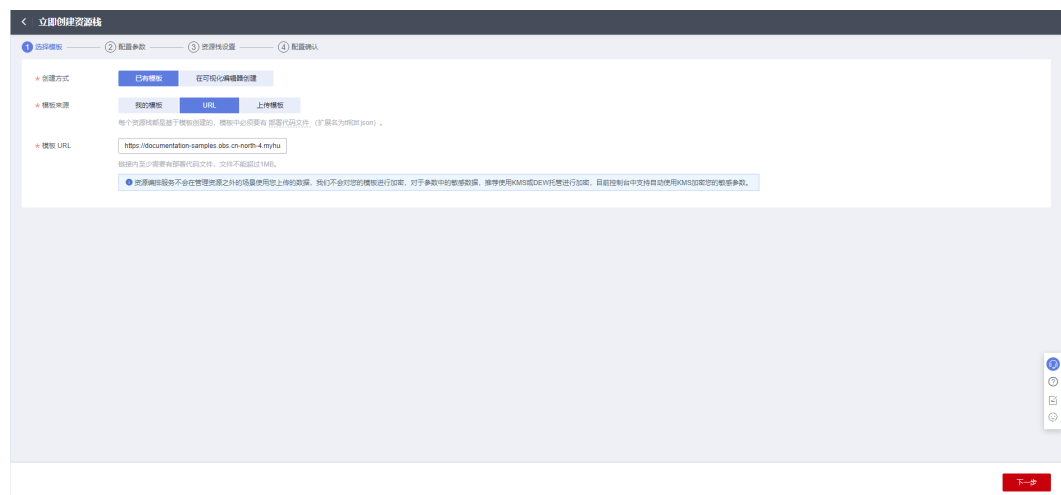 < 立即创建资源栈
1 选择模板 2 配置参数 3 资源栈设置 4 配置确认
* 创建方式 已有模板 在可视化编辑器创建
* 模板来源 我的模板 URL 上传模板
每个资源栈都是基于模板创建的，模板中必须要有 部署代码文件 （扩展名为tf和tf.json）。
* 模板 URL https://documentation-samples.obs.cn-north-4.myhu
链接内至少需要有部署代码文件，文件不能超过1MB。
资源编排服务不会在管理资源之外的场景使用您上传的数据，我们不会对您的模板进行加密，对于参数中的敏感数据，推荐使用KMS或DEW托管进行加密，目前控制台中支持自动使用KMS加密您的敏感参数。
下一步